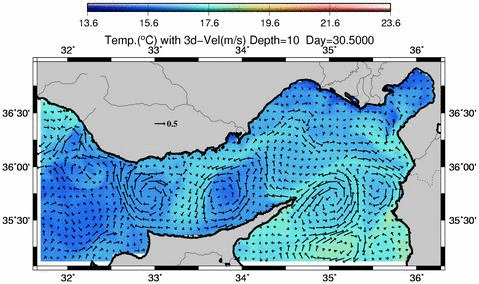 13.6 15.6 17.6 19.6 21.6 23.6
Temp.(°C) with 3d-Vel(m/s) Depth=10 Day=30.5000
32° 33° 34° 35° 36°
36°30' 36°30'
0.5
36°00' 36°00'
35°30' 35°30'
32° 33° 34° 35° 36°